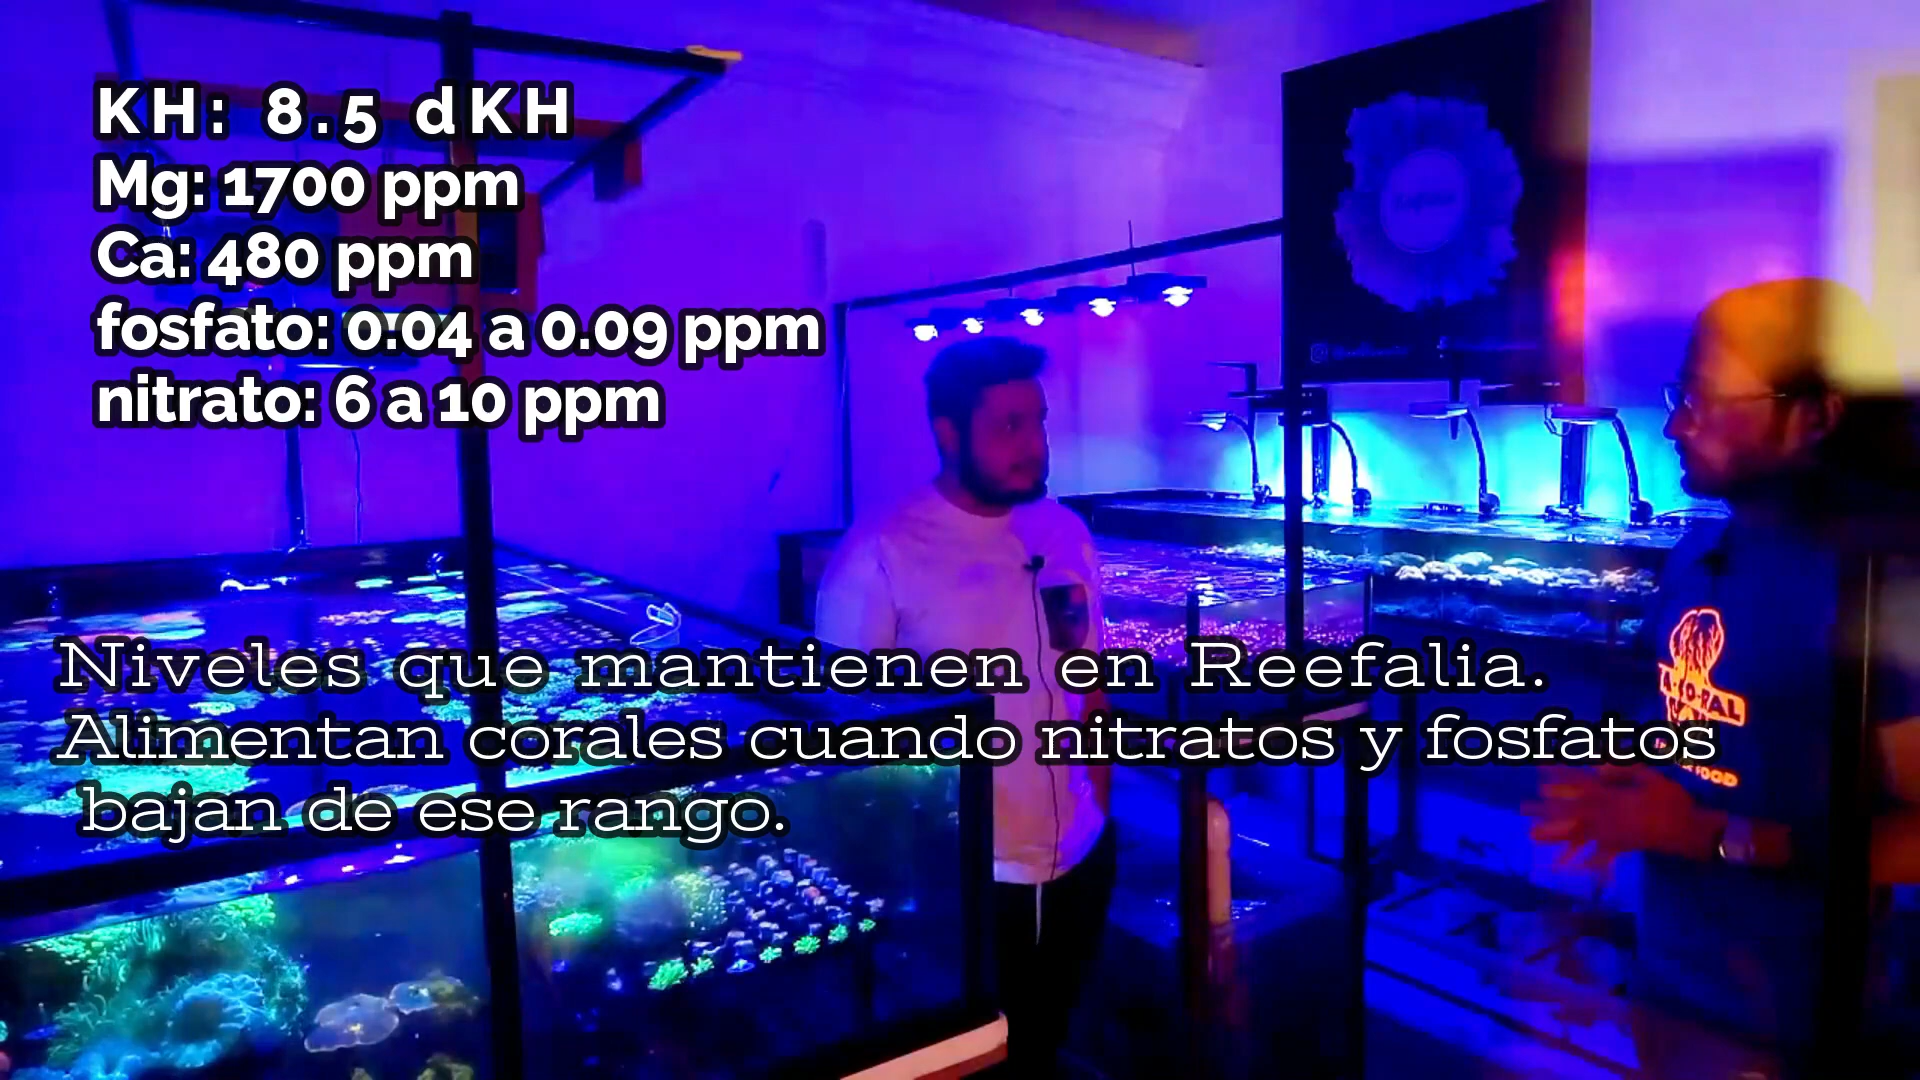 KH: 8.5 dKH
Mg: 1700 ppm
Ca: 480 ppm
fosfato: 0:04 a 0.09 ppm
nitrato: 6 a 10 ppm
Niveles que mantienen en Reefalia.
Alimentan corales cuando nitratos y fosfatos
bajan de ese rango.